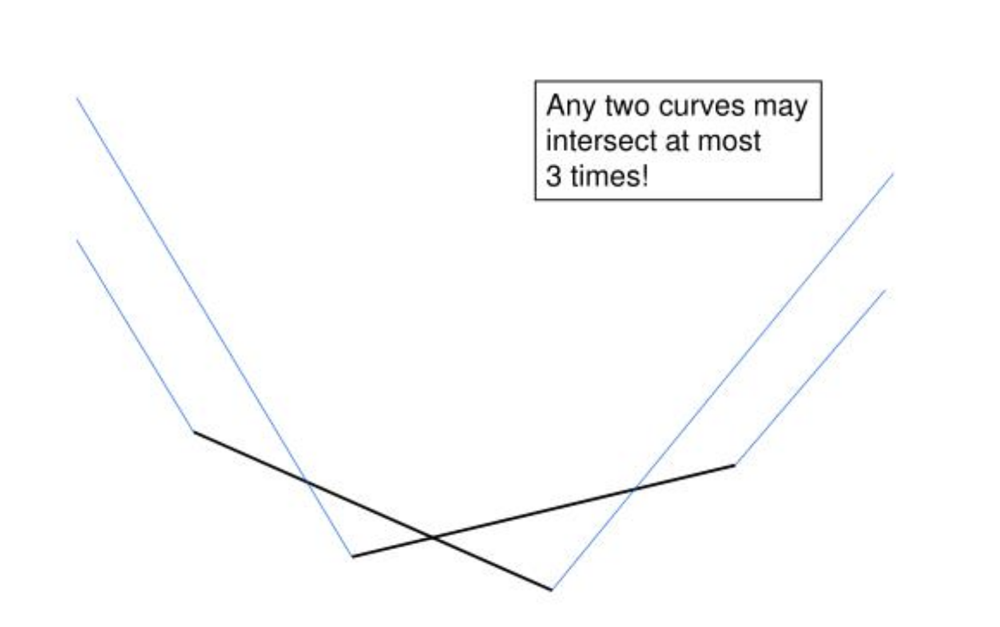 Any two curves may
intersect at most
3 times!